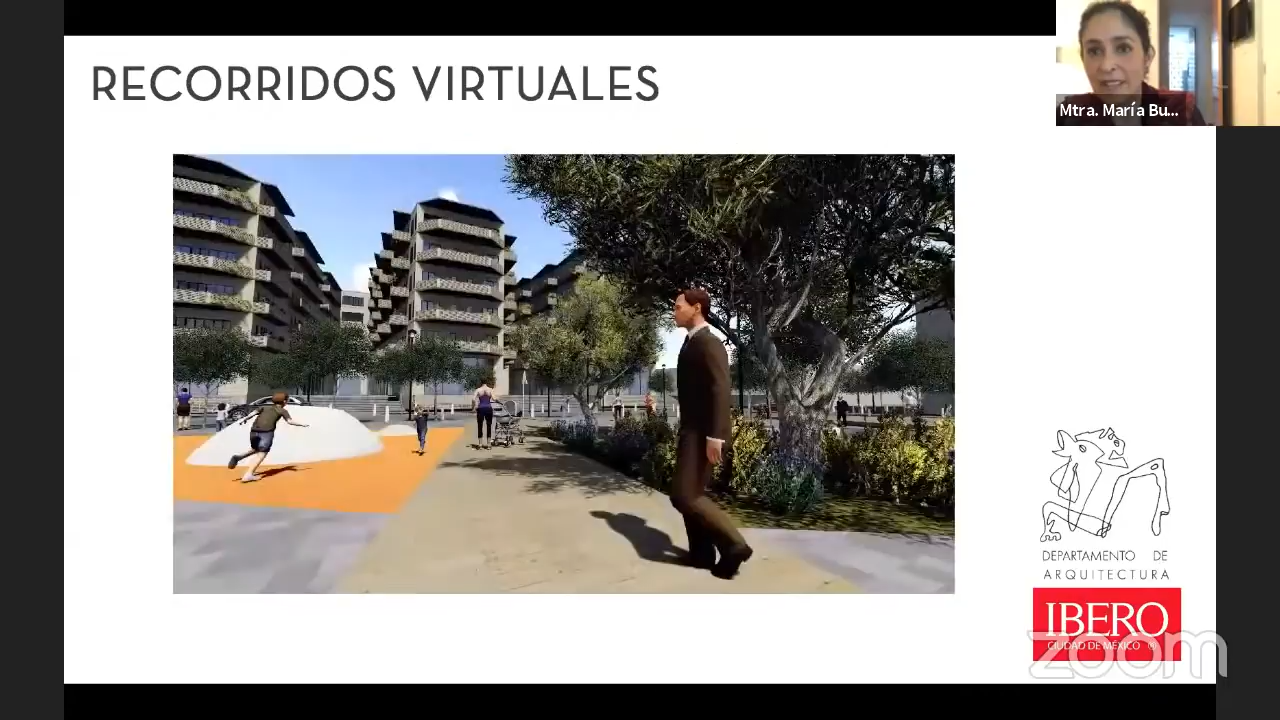 RECORRIDOS VIRTUALES
Mtra. María Bu...
DEPARTAMENTO DE
ARQUITECTURA
IBERO
CIUDAD DE MÉXICO ®
zoom